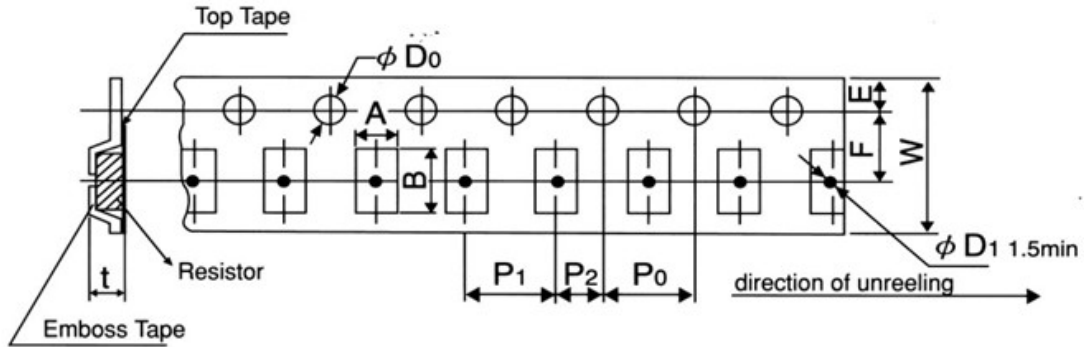 Top Tape
ϕ D0
A
E
B
F
W
ϕ D1 1.5min
P1
P2
P0
direction of unreeling
Resistor
t
Emboss Tape